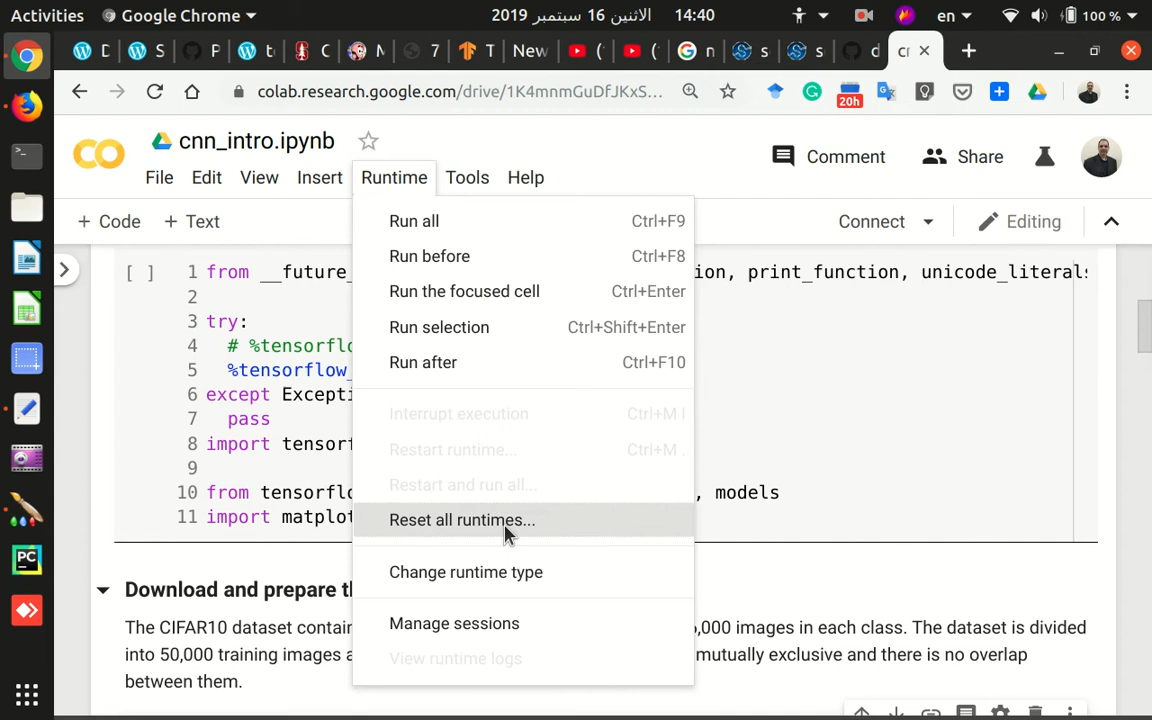 Activities Google Chrome ▾ الاثنين 16 سبتمبر 2019 14:40 en ▾ 100 % ▾
D S P t C M 7 T New ( ( n s s d
colab.research.google.com/drive/1K4mnmGuDfJKxS... 20h
cnn_intro.ipynb
Comment Share
File Edit View Insert Runtime Tools Help
+ Code + Text Connect Editing
Run all Ctrl+F9
Run before Ctrl+F8
Run the focused cell Ctrl+Enter
Run selection Ctrl+Shift+Enter
Run after Ctrl+F10
Interrupt execution Ctrl+M I
Restart runtime... Ctrl+M .
Restart and run all...
Reset all runtimes...
Change runtime type
Manage sessions
View runtime logs
[ ] 1 from __future_ ion, print_function, unicode_literals
2
3 try:
4 # %tensorflo
5 %tensorflow_
6 except Excepti
7 pass
8 import tensorf
9
10 from tensorflo , models
11 import matplot
Download and prepare t
The CIFAR10 dataset contain ,000 images in each class. The dataset is divided
into 50,000 training images a mutually exclusive and there is no overlap
between them.